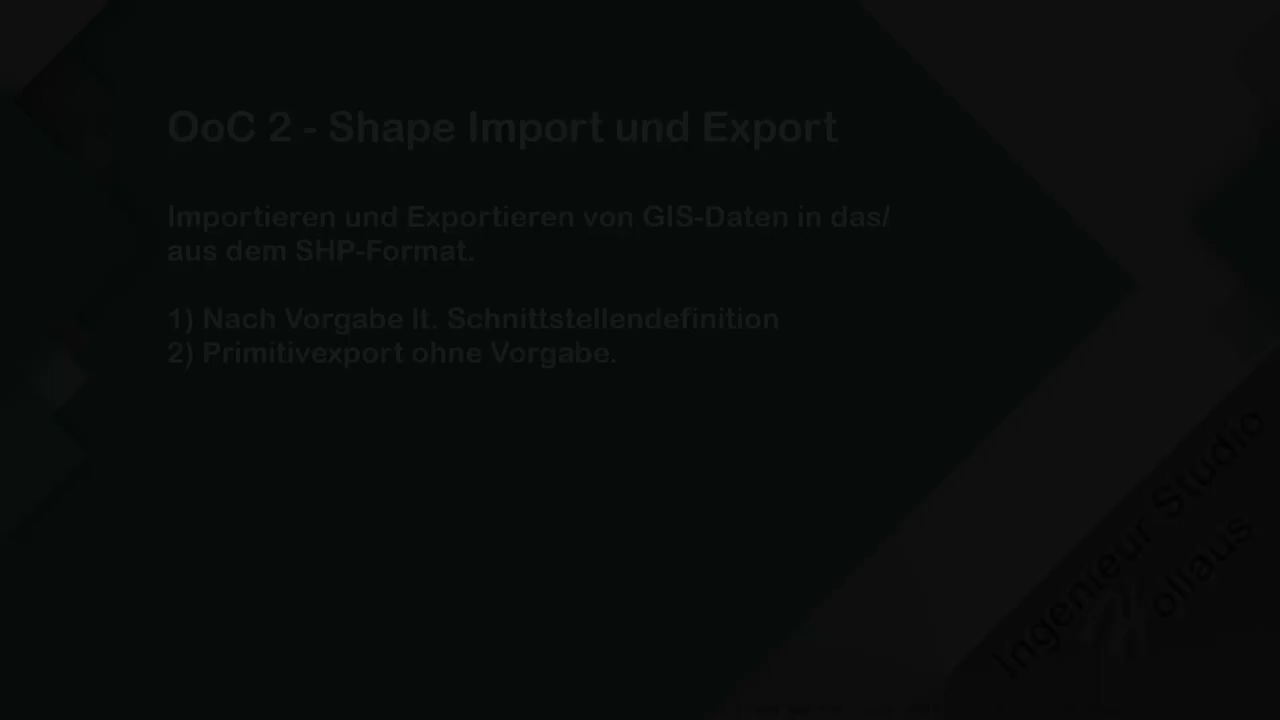 OoC 2 - Shape Import und Export
Importieren und Exportieren von GIS-Daten in das/
aus dem SHP-Format.
1) Nach Vorgabe lt. Schnittstellendefinition
2) Primitivexport ohne Vorgabe.
Ingenieur Studio
Hollaus